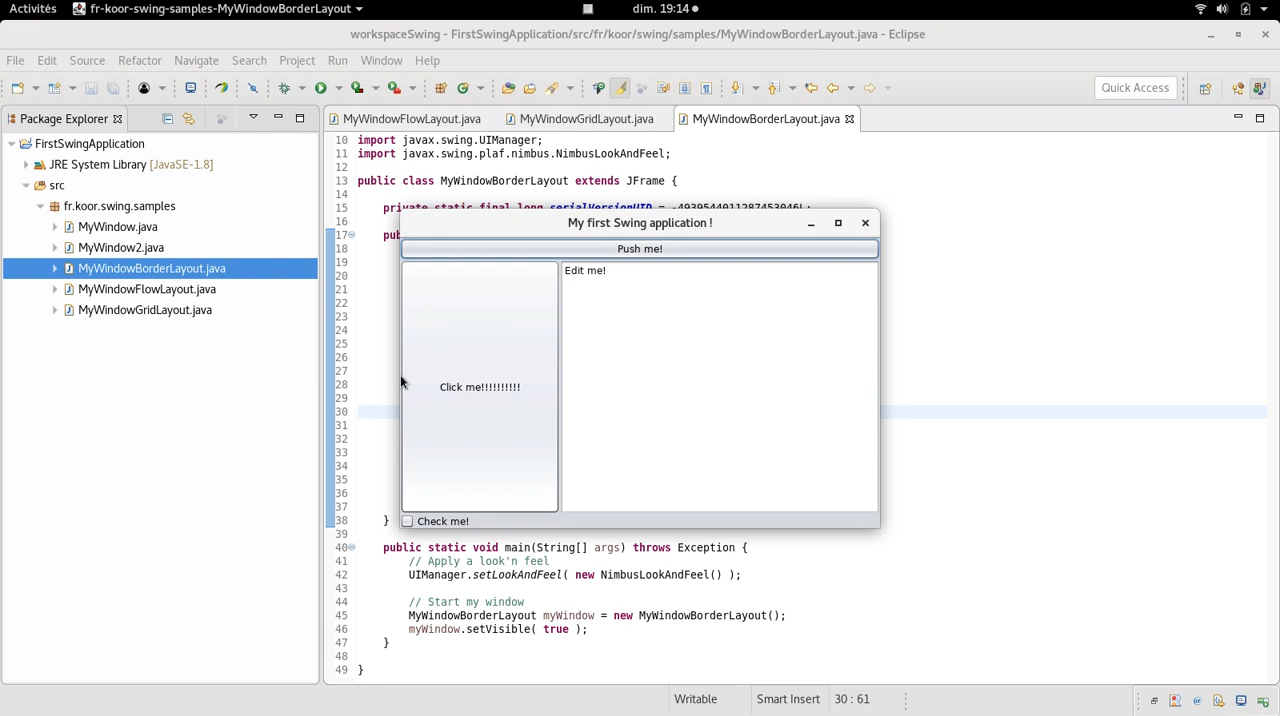 Activités
fr-koor-swing-samples-MyWindowBorderLayout
dim. 19:14
workspaceSwing - FirstSwingApplication/src/fr/koor/swing/samples/MyWindowBorderLayout.java - Eclipse
File Edit Source Refactor Navigate Search Project Run Window Help
Quick Access
Package Explorer
FirstSwingApplication
JRE System Library [JavaSE-1.8]
src
fr.koor.swing.samples
MyWindow.java
MyWindow2.java
MyWindowBorderLayout.java
MyWindowFlowLayout.java
MyWindowGridLayout.java
MyWindowFlowLayout.java MyWindowGridLayout.java MyWindowBorderLayout.java
10 import javax.swing.UIManager;
11 import javax.swing.plaf.nimbus.NimbusLookAndFeel;
12
13 public class MyWindowBorderLayout extends JFrame {
14
15 private static final long serialVersionUID =
16
17
18
19
20
21
22
23
24
25
26
27
28
29
30
31
32
33
34
35
36
37
38 }
39
40 public static void main(String[] args) throws Exception {
41 // Apply a look'n feel
42 UIManager.setLookAndFeel( new NimbusLookAndFeel() );
43
44 // Start my window
45 MyWindowBorderLayout myWindow = new MyWindowBorderLayout();
46 myWindow.setVisible( true );
47 }
48
49 }
My first Swing application !
Push me!
Click me!!!!!!!!!!
Edit me!
Check me!
Writable Smart Insert 30 : 61